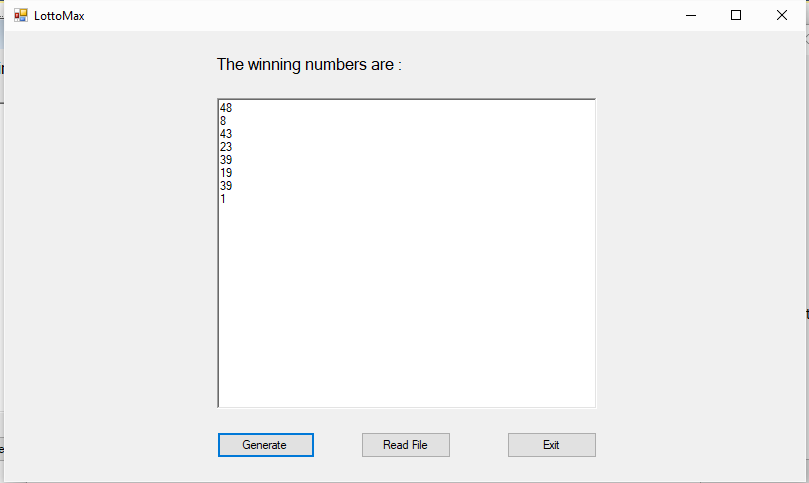 LottoMax
The winning numbers are :
48
8
43
23
39
19
39
1
Generate
Read File
Exit